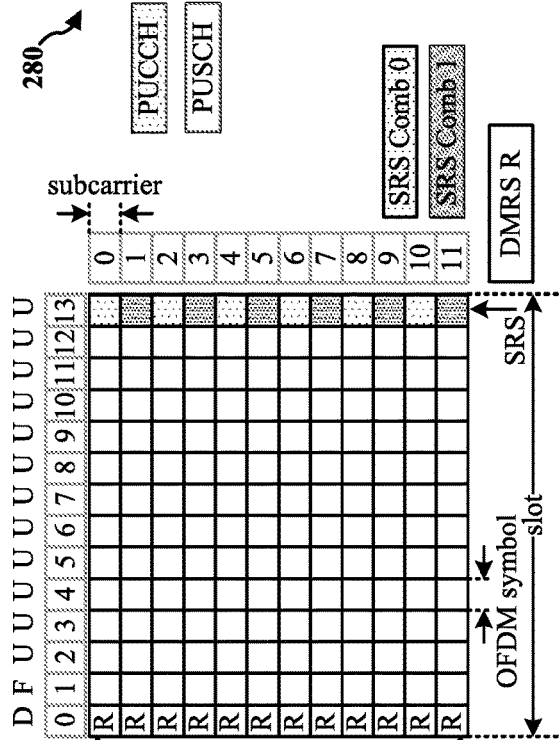 280
PUCCH
PUSCH
SRS Comb 0
SRS Comb 1
DMRS R
subcarrier
D F U U U U U U U U U U U U
0 1 2 3 4 5 6 7 8 9 10 11 12 13
R 0
R 1
R 2
R 3
R 4
R 5
R 6
R 7
R 8
R 9
R 10
R 11
OFDM symbol
SRS
slot